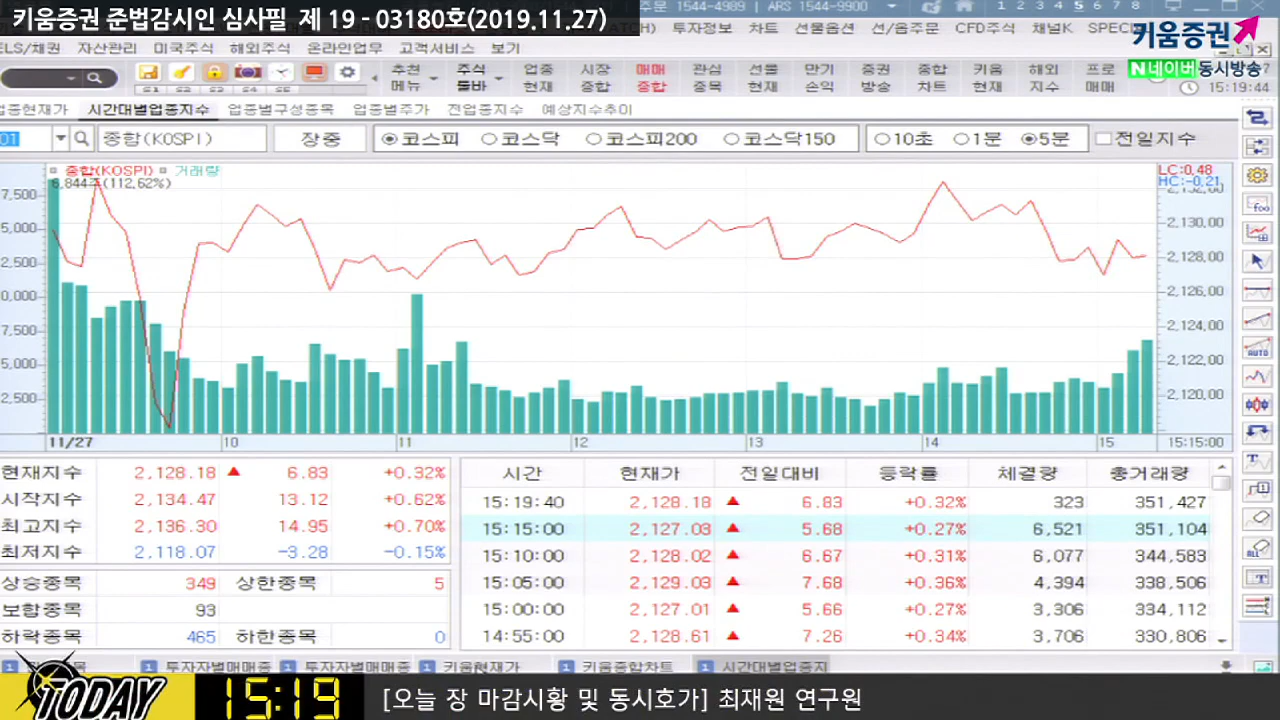 키움증권 준법감시인 심사필 제 19 - 03180호(2019.11.27)
1544-4989 | ARS 1544-9900
1 2 3 4 5 6 7 8
키움증권
ELS/채권 자산관리 미국주식 해외주식 온라인업무 고객서비스 보기
투자정보 차트 선물옵션 선/옵주문 CFD주식 채널K
N네이버 동시방송
15:19:44
추천 메뉴
주식
업종 현재
시장 종합
매매 종합
관심 종목
선물 현재
만기 손익
증권 방송
종합 차트
키움 현재
해외 지수
프로 매매
업종현재가 시간대별업종지수 업종별구성종목 업종별주가 전업종지수 예상지수추이
종합(KOSPI) 장중 코스피 코스닥 코스피200 코스닥150 10초 1분 5분 전일지수
종합(KOSPI) 거래량
6,844주(112,62%)
LC:0,48
HC:-0,21
7,500
5,000
2,500
0,000
7,500
5,000
2,500
2,132,00
2,130,00
2,128,00
2,126,00
2,124,00
2,122,00
2,120,00
11/27 10 11 12 13 14 15 15:15:00
현재지수 2,128.18 ▲ 6.83 +0.32%
시작지수 2,134.47 13.12 +0.62%
최고지수 2,136.30 14.95 +0.70%
최저지수 2,118.07 -3.28 -0.15%
상승종목 349 상한종목 5
보합종목 93
하락종목 465 하한종목 0
시간 현재가 전일대비 등락률 체결량 총거래량
15:19:40 2,128.18 ▲ 6.83 +0.32% 323 351,427
15:15:00 2,127.03 ▲ 5.68 +0.27% 6,521 351,104
15:10:00 2,128.02 ▲ 6.67 +0.31% 6,077 344,583
15:05:00 2,129.03 ▲ 7.68 +0.36% 4,394 338,506
15:00:00 2,127.01 ▲ 5.66 +0.27% 3,306 334,112
14:55:00 2,128.61 ▲ 7.26 +0.34% 3,706 330,806
1 투자자별매매종 1 투자자별매매종 1 키움현재가 1 키움종합차트 1 시간대별업종지
TODAY 15:19 [오늘 장 마감시황 및 동시호가] 최재원 연구원